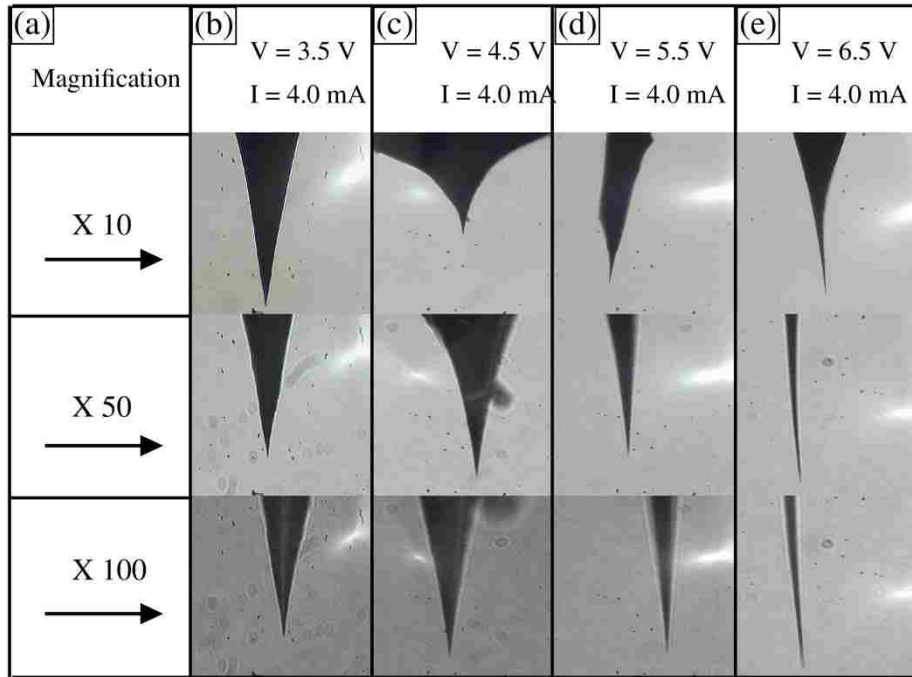 (a)
Magnification
(b)
V = 3.5 V
I = 4.0 mA
(c)
V = 4.5 V
I = 4.0 mA
(d)
V = 5.5 V
I = 4.0 mA
(e)
V = 6.5 V
I = 4.0 mA
X 10
X 50
X 100